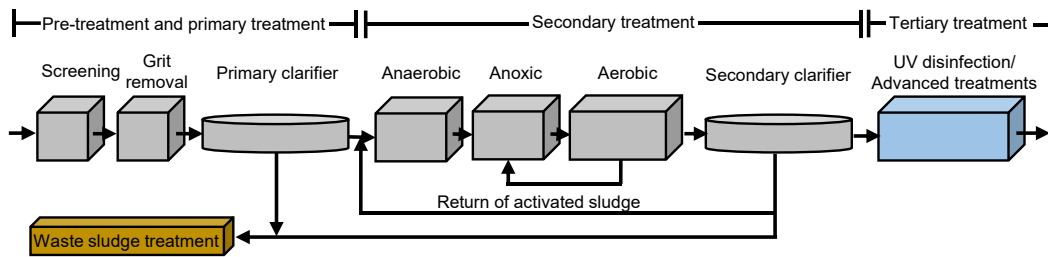 Pre-treatment and primary treatment
Secondary treatment
Tertiary treatment
Screening
Grit
removal
Primary clarifier
Anaerobic
Anoxic
Aerobic
Secondary clarifier
UV disinfection/
Advanced treatments
Return of activated sludge
Waste sludge treatment